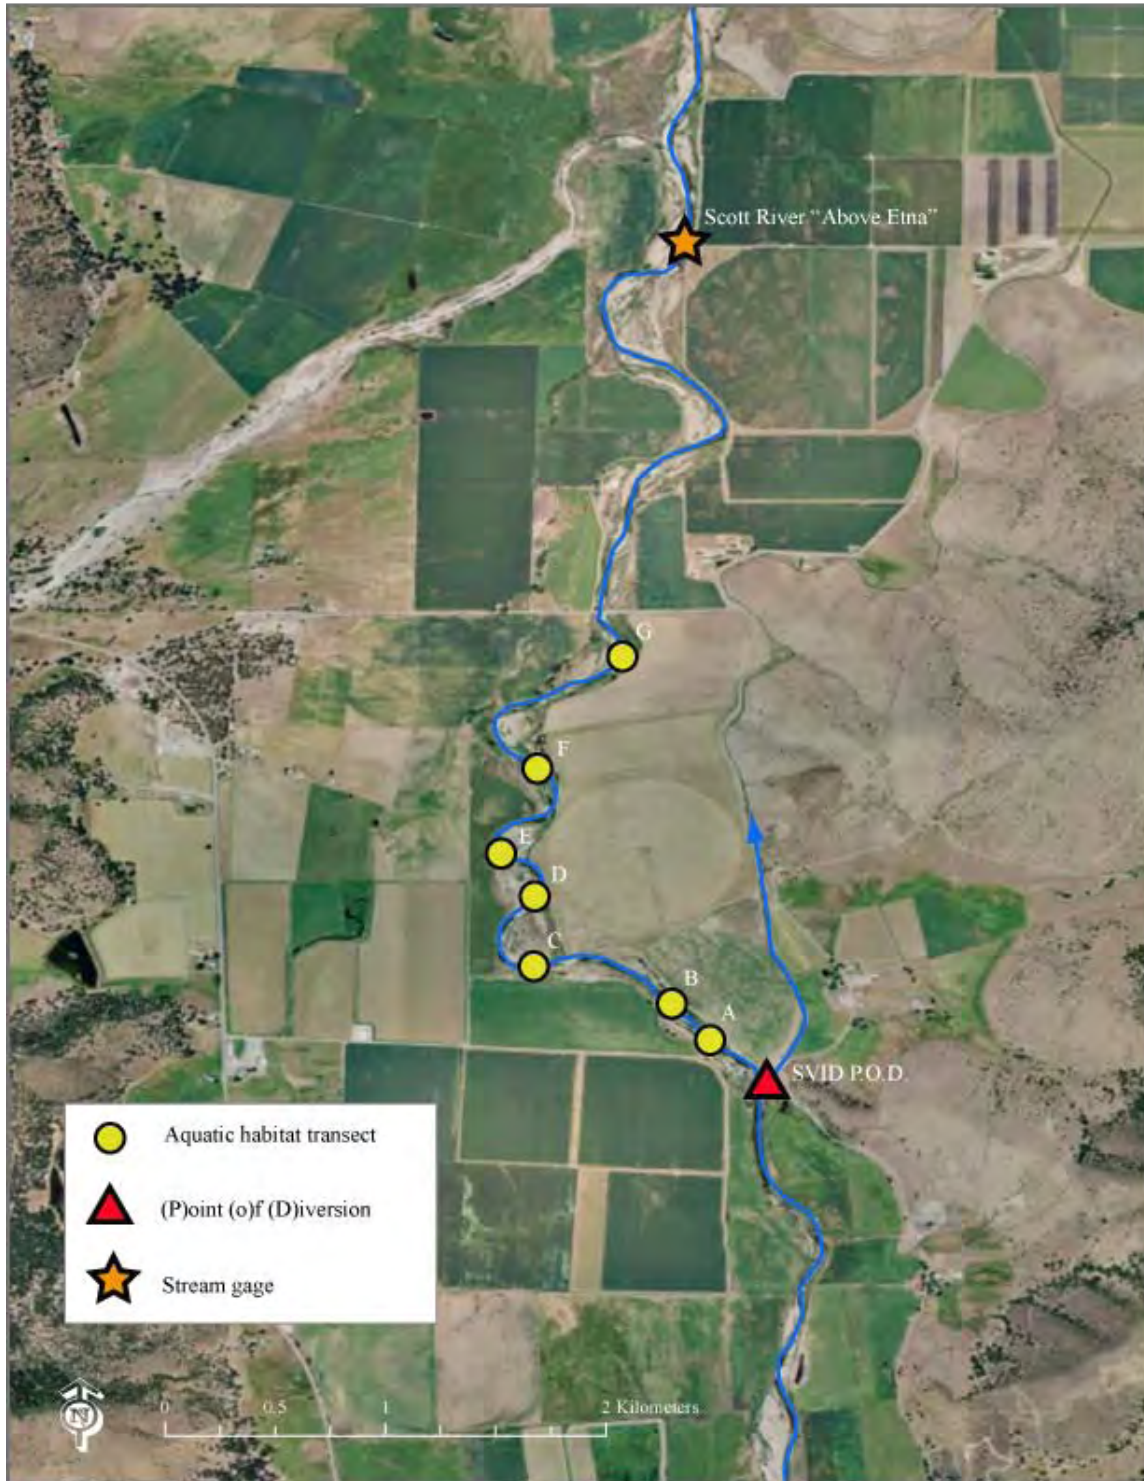 Scott River “Above Etna”
G
F
E
D
C
B
A
SVID P.O.D.
Aquatic habitat transect
(P)oint (o)f (D)iversion
Stream gage
N
0 0.5 1 2 Kilometers